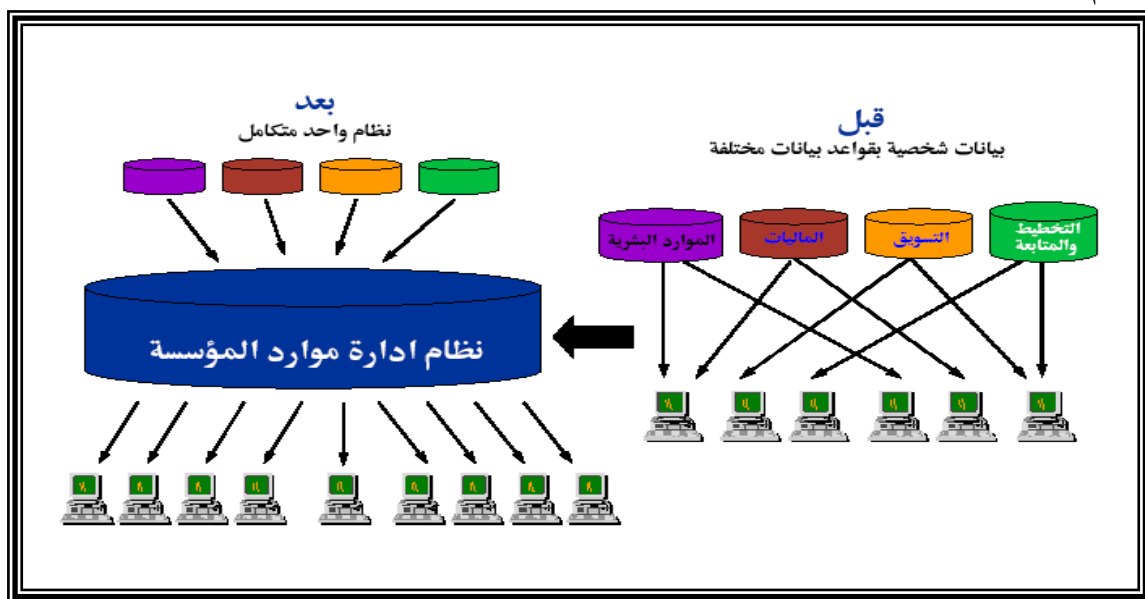 قبل
بيانات شخصية بقواعد بيانات مختلفة
التخطيط
والمتابعة
التسويق
الماليات
الموارد البشرية
بعد
نظام واحد متكامل
نظام ادارة موارد المؤسسة